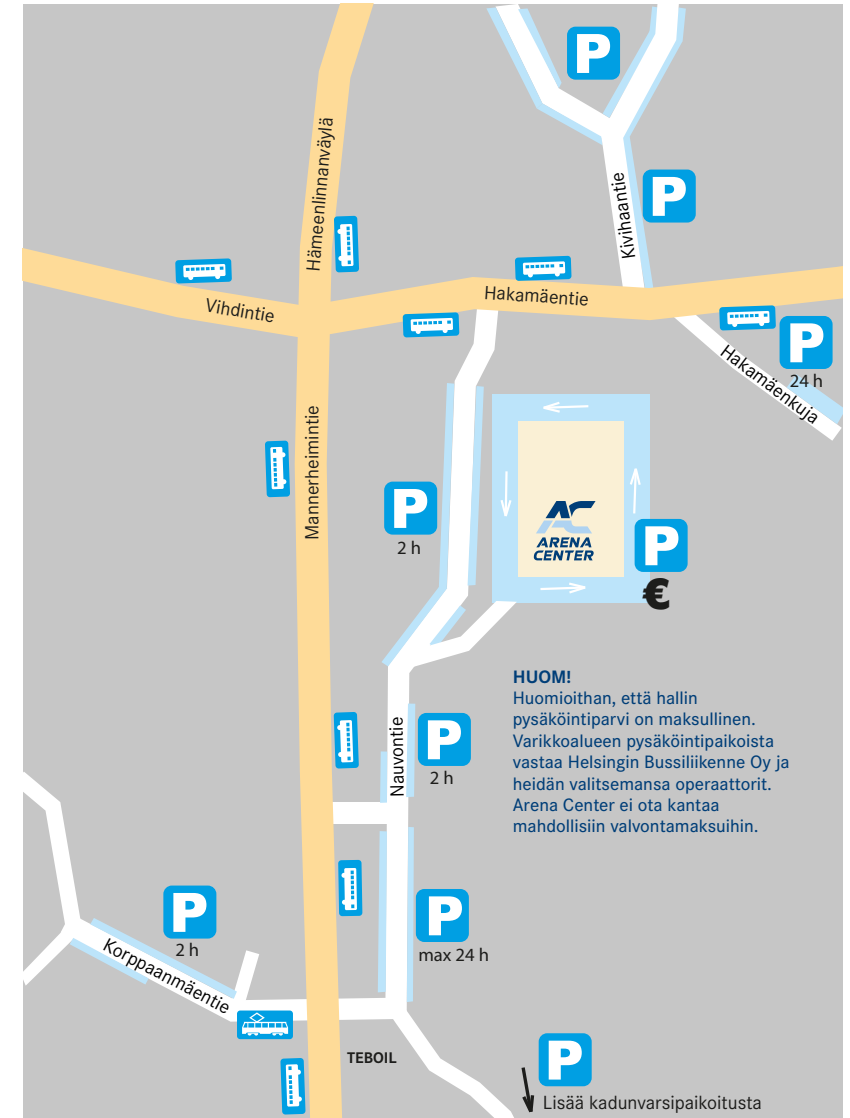 P
Hämeenlinnanväylä
Kivihaantie
P
Vihdintie
Hakamäentie
P
24 h
Hakamäenkuja
Mannerheimintie
P
2 h
AC
ARENA
CENTER
P
€
HUOM!
Huomioithan, että hallin
pysäköintiparvi on maksullinen.
Varikkoalueen pysäköintipaikoista
vastaa Helsingin Bussiliikenne Oy ja
heidän valitsemansa operaattorit.
Arena Center ei ota kantaa
mahdollisiin valvontamaksuihin.
Nauvontie
P
2 h
P
2 h
P
max 24 h
Korppaanmäentie
TEBOIL
P
Lisää kadunvarsipaikoitusta